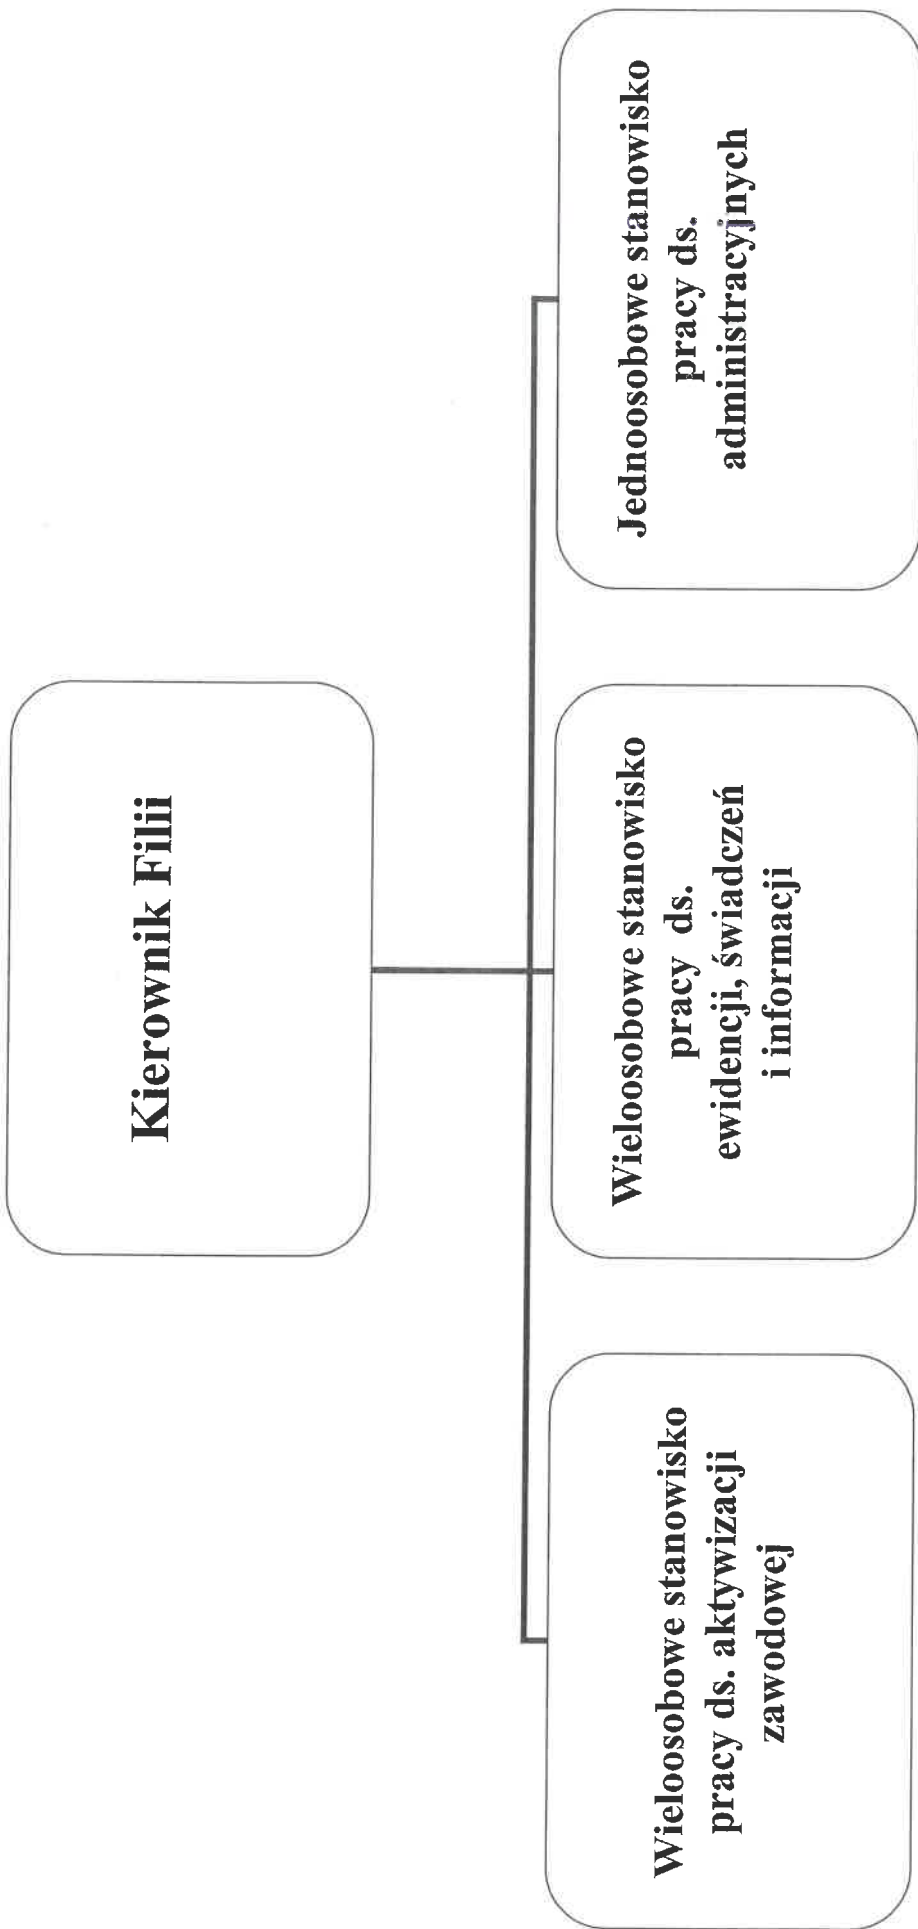 Kierownik Filii
Wieloosobowe stanowisko
pracy ds. aktywizacji
zawodowej
Wieloosobowe stanowisko
pracy ds.
ewidencji, świadczeń
i informacji
Jednoosobowe stanowisko
pracy ds.
administracyjnych